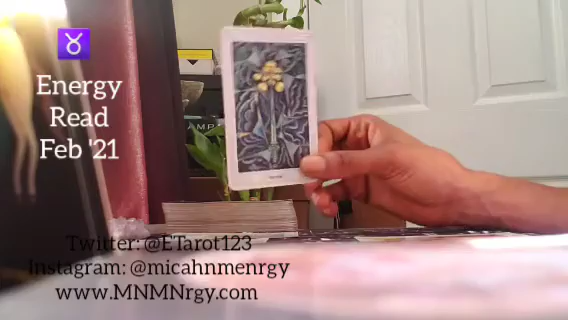 ♉
Energy
Read
Feb '21
Twitter: @ETarot123
Instagram: @micahnmenrgy
www.MNMNrgy.com